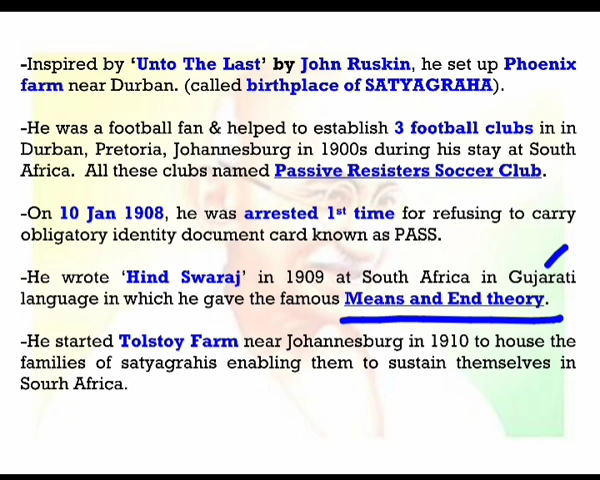 -Inspired by ‘Unto The Last’ by John Ruskin, he set up Phoenix
farm near Durban. (called birthplace of SATYAGRAHA).
-He was a football fan & helped to establish 3 football clubs in in
Durban, Pretoria, Johannesburg in 1900s during his stay at South
Africa. All these clubs named Passive Resisters Soccer Club.
-On 10 Jan 1908, he was arrested 1st time for refusing to carry
obligatory identity document card known as PASS.
-He wrote ‘Hind Swaraj’ in 1909 at South Africa in Gujarati
language in which he gave the famous Means and End theory.
-He started Tolstoy Farm near Johannesburg in 1910 to house the
families of satyagrahis enabling them to sustain themselves in
Sourh Africa.